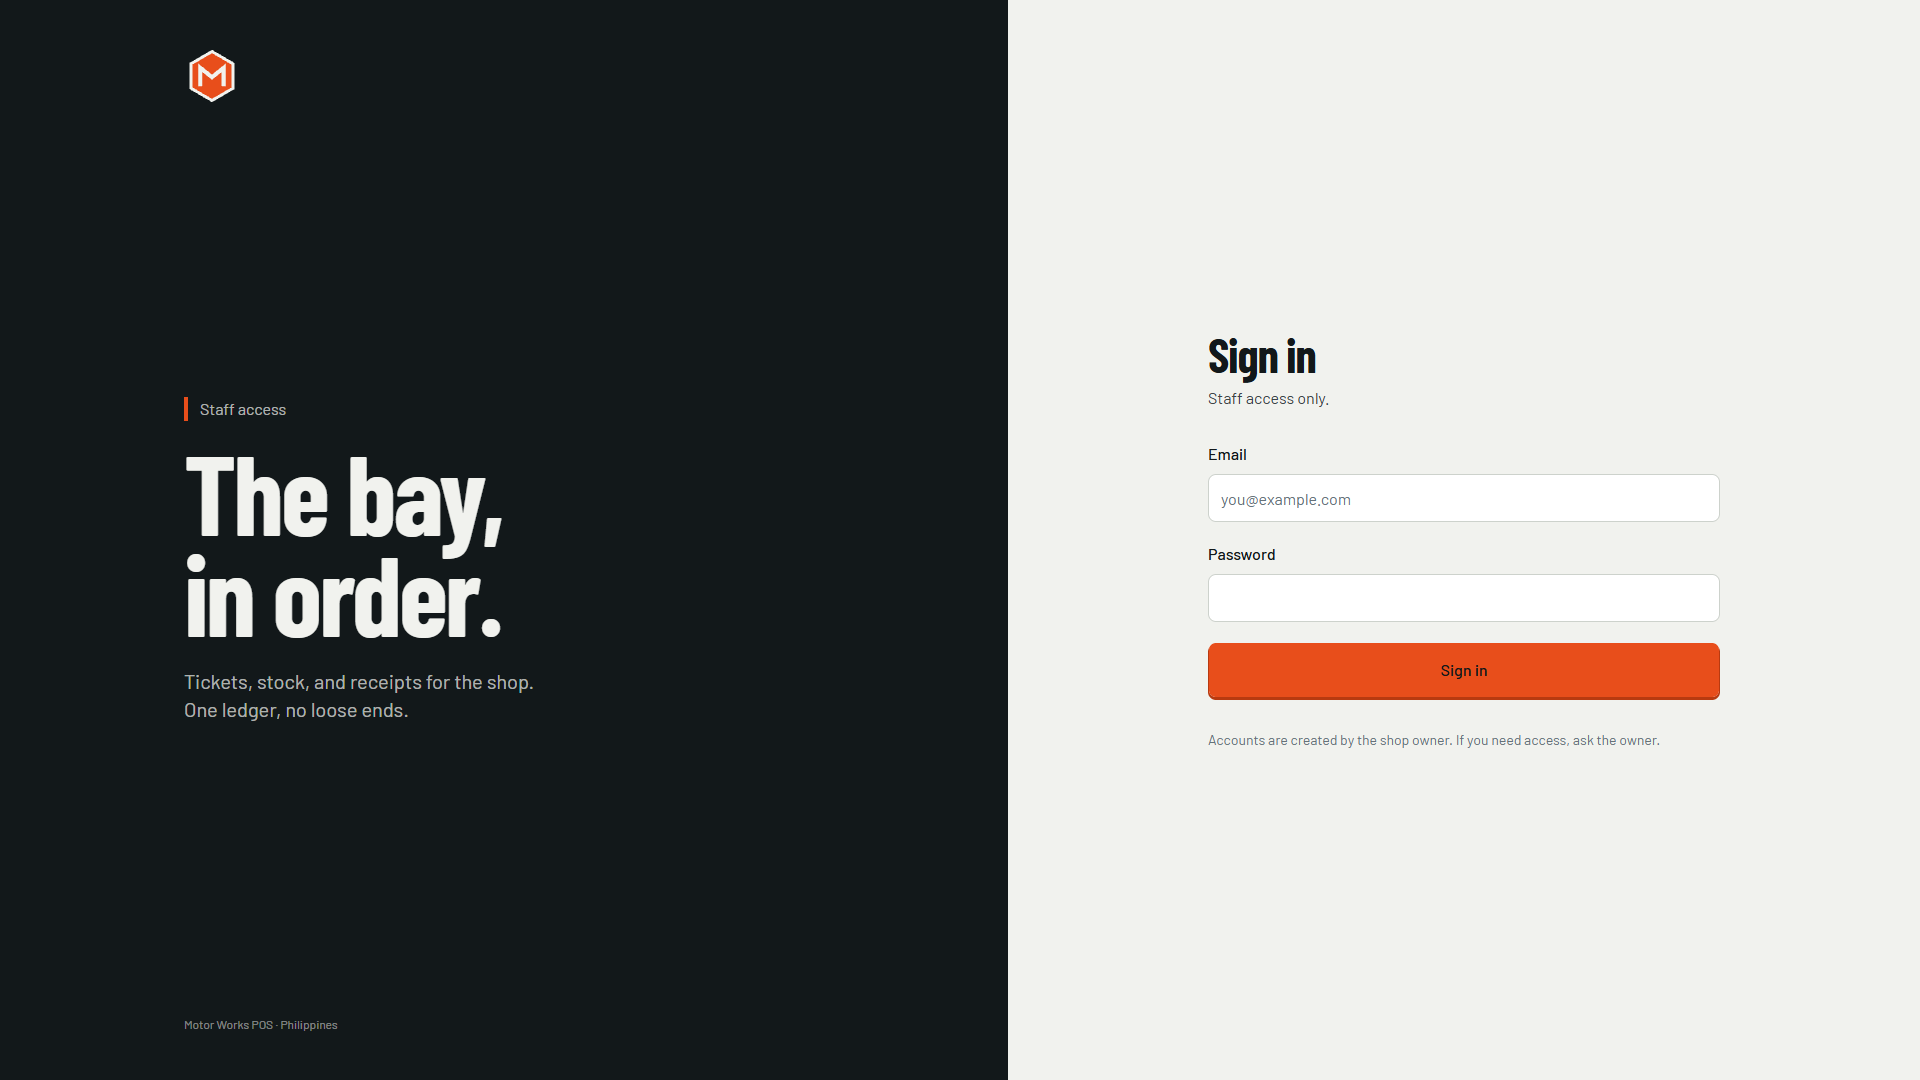 M
Staff access
The bay,
in order.
Tickets, stock, and receipts for the shop.
One ledger, no loose ends.
Motor Works POS · Philippines
Sign in
Staff access only.
Email
you@example.com
Password
Sign in
Accounts are created by the shop owner. If you need access, ask the owner.